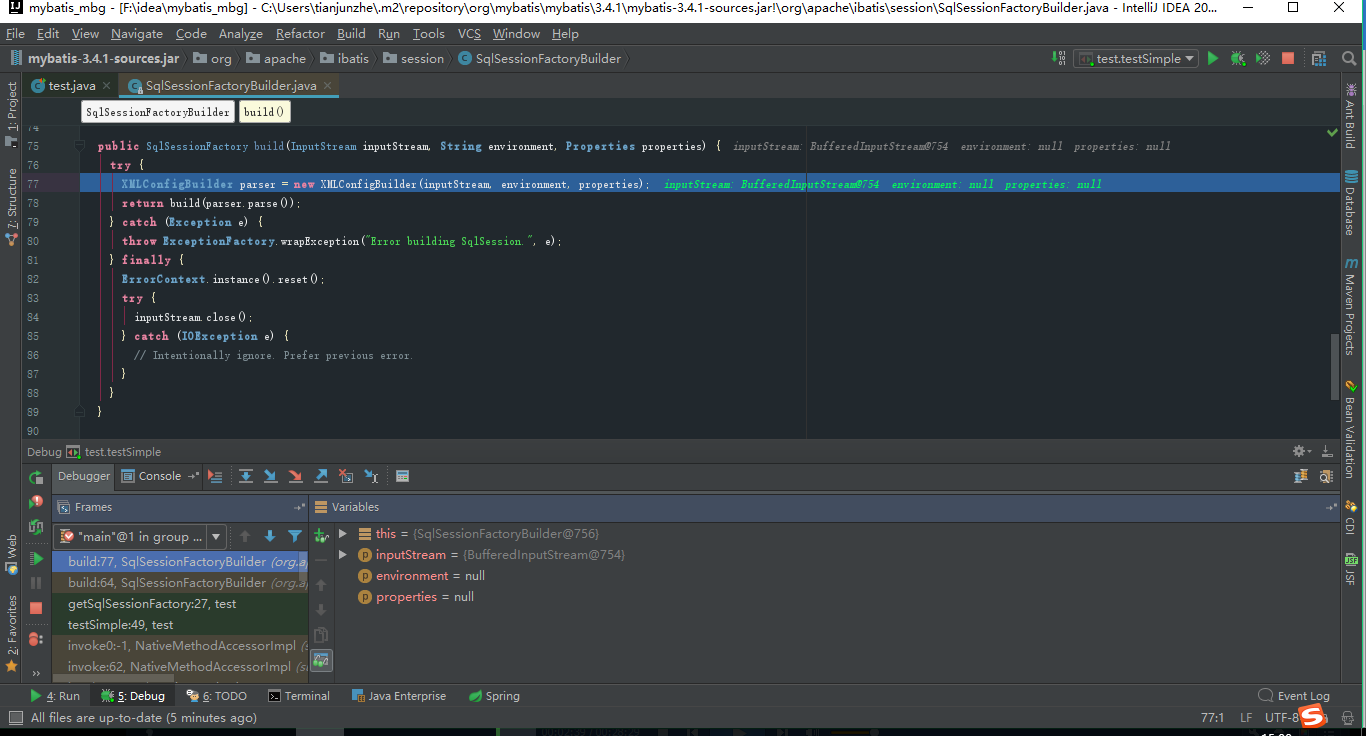 mybatis_mbg - [F:\idea\mybatis_mbg] - C:\Users\tianjunzhe\.m2\repository\org\mybatis\mybatis\3.4.1\mybatis-3.4.1-sources.jar!\org\apache\ibatis\session\SqlSessionFactoryBuilder.java - IntelliJ IDEA 20...
File Edit View Navigate Code Analyze Refactor Build Run Tools VCS Window Help
mybatis-3.4.1-sources.jar org apache ibatis session SqlSessionFactoryBuilder test.testSimple
test.java SqlSessionFactoryBuilder.java
SqlSessionFactoryBuilder build()
74
75 public SqlSessionFactory build(InputStream inputStream, String environment, Properties properties) { inputStream: BufferedInputStream@754 environment: null properties: null
76 try {
77 XMLConfigBuilder parser = new XMLConfigBuilder(inputStream, environment, properties); inputStream: BufferedInputStream@754 environment: null properties: null
78 return build(parser.parse());
79 } catch (Exception e) {
80 throw ExceptionFactory.wrapException("Error building SqlSession.", e);
81 } finally {
82 ErrorContext.instance().reset();
83 try {
84 inputStream.close();
85 } catch (IOException e) {
86 // Intentionally ignore. Prefer previous error.
87 }
88 }
89 }
90
1: Project
7: Structure
Web
2: Favorites
Ant Build
Database
Maven Projects
Bean Validation
CDI
JSF
Debug test.testSimple
Debugger Console
Frames Variables
"main"@1 in group ...
build:77, SqlSessionFactoryBuilder (org.a
build:64, SqlSessionFactoryBuilder (org.a
getSqlSessionFactory:27, test
testSimple:49, test
invoke0:-1, NativeMethodAccessorImpl (s
invoke:62, NativeMethodAccessorImpl (s
this = {SqlSessionFactoryBuilder@756}
inputStream = {BufferedInputStream@754}
environment = null
properties = null
4: Run 5: Debug 6: TODO Terminal Java Enterprise Spring Event Log
All files are up-to-date (5 minutes ago) 77:1 LF UTF-8